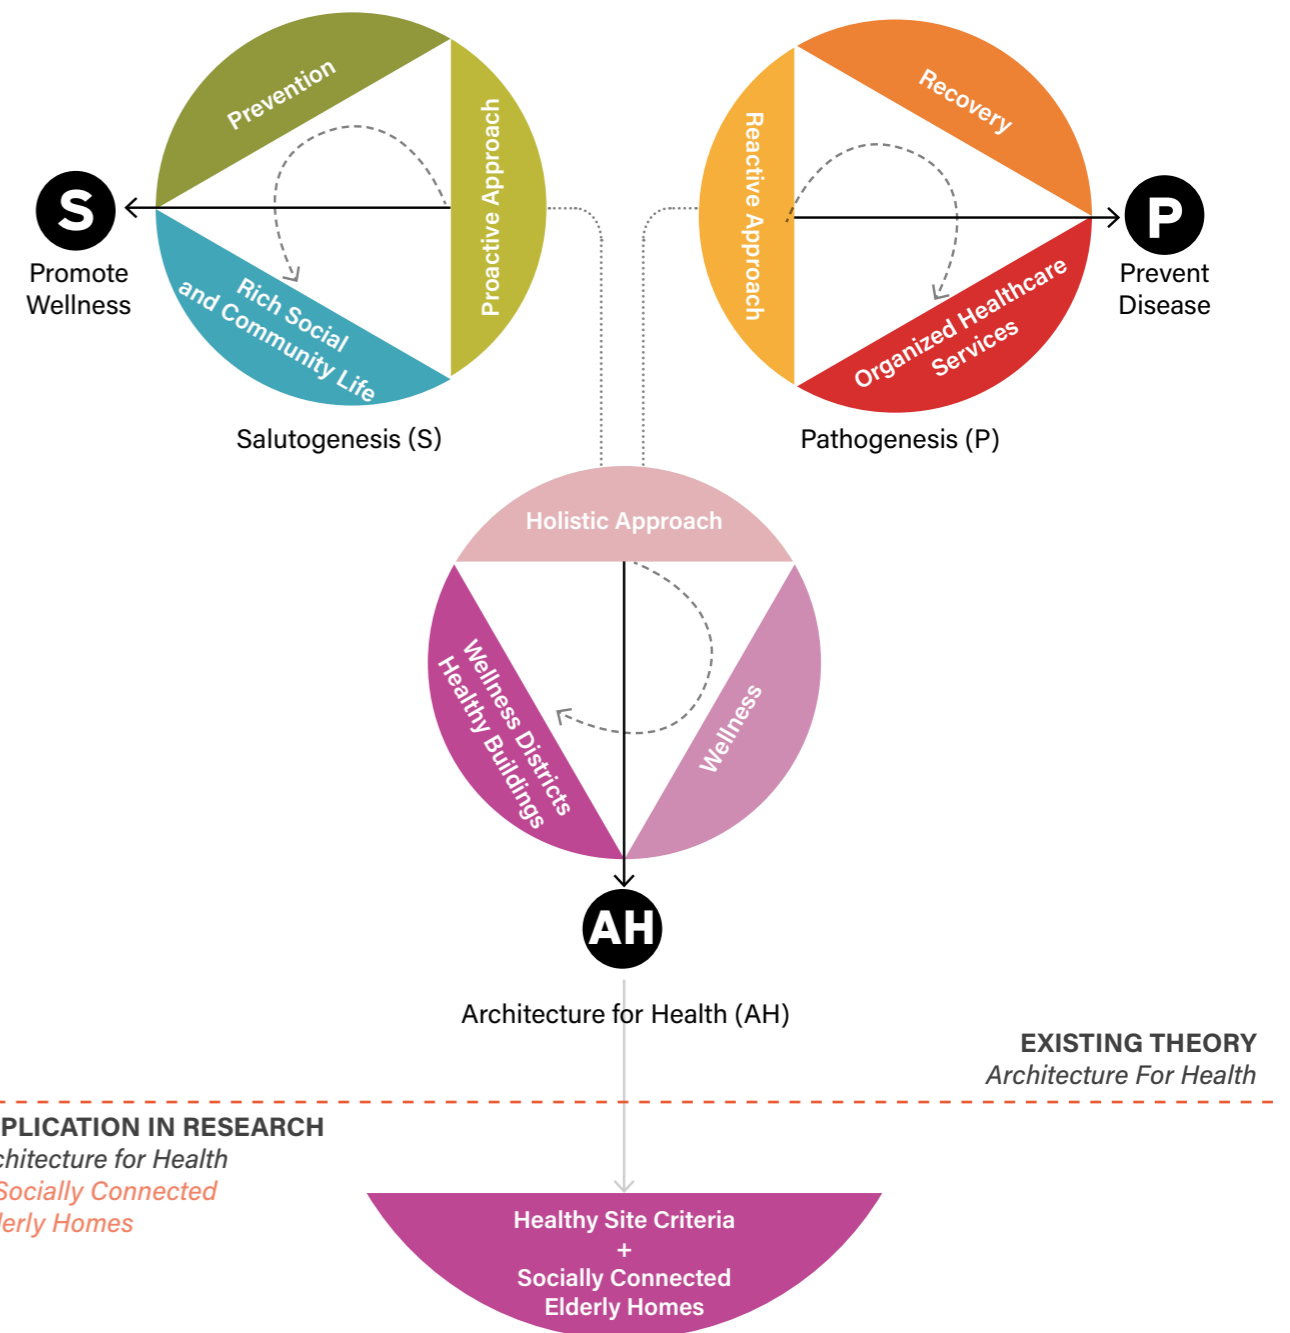 Prevention
Proactive Approach
Rich Social
and Community Life
S
Promote
Wellness
Salutogenesis (S)
Reactive Approach
Recovery
Organized Healthcare
Services
P
Prevent
Disease
Pathogenesis (P)
Holistic Approach
Wellness Districts
Healthy Buildings
Wellness
AH
Architecture for Health (AH)
EXISTING THEORY
Architecture For Health
PLICATION IN RESEARCH
chitecture for Health
Socially Connected
lerly Homes
Healthy Site Criteria
+
Socially Connected
Elderly Homes